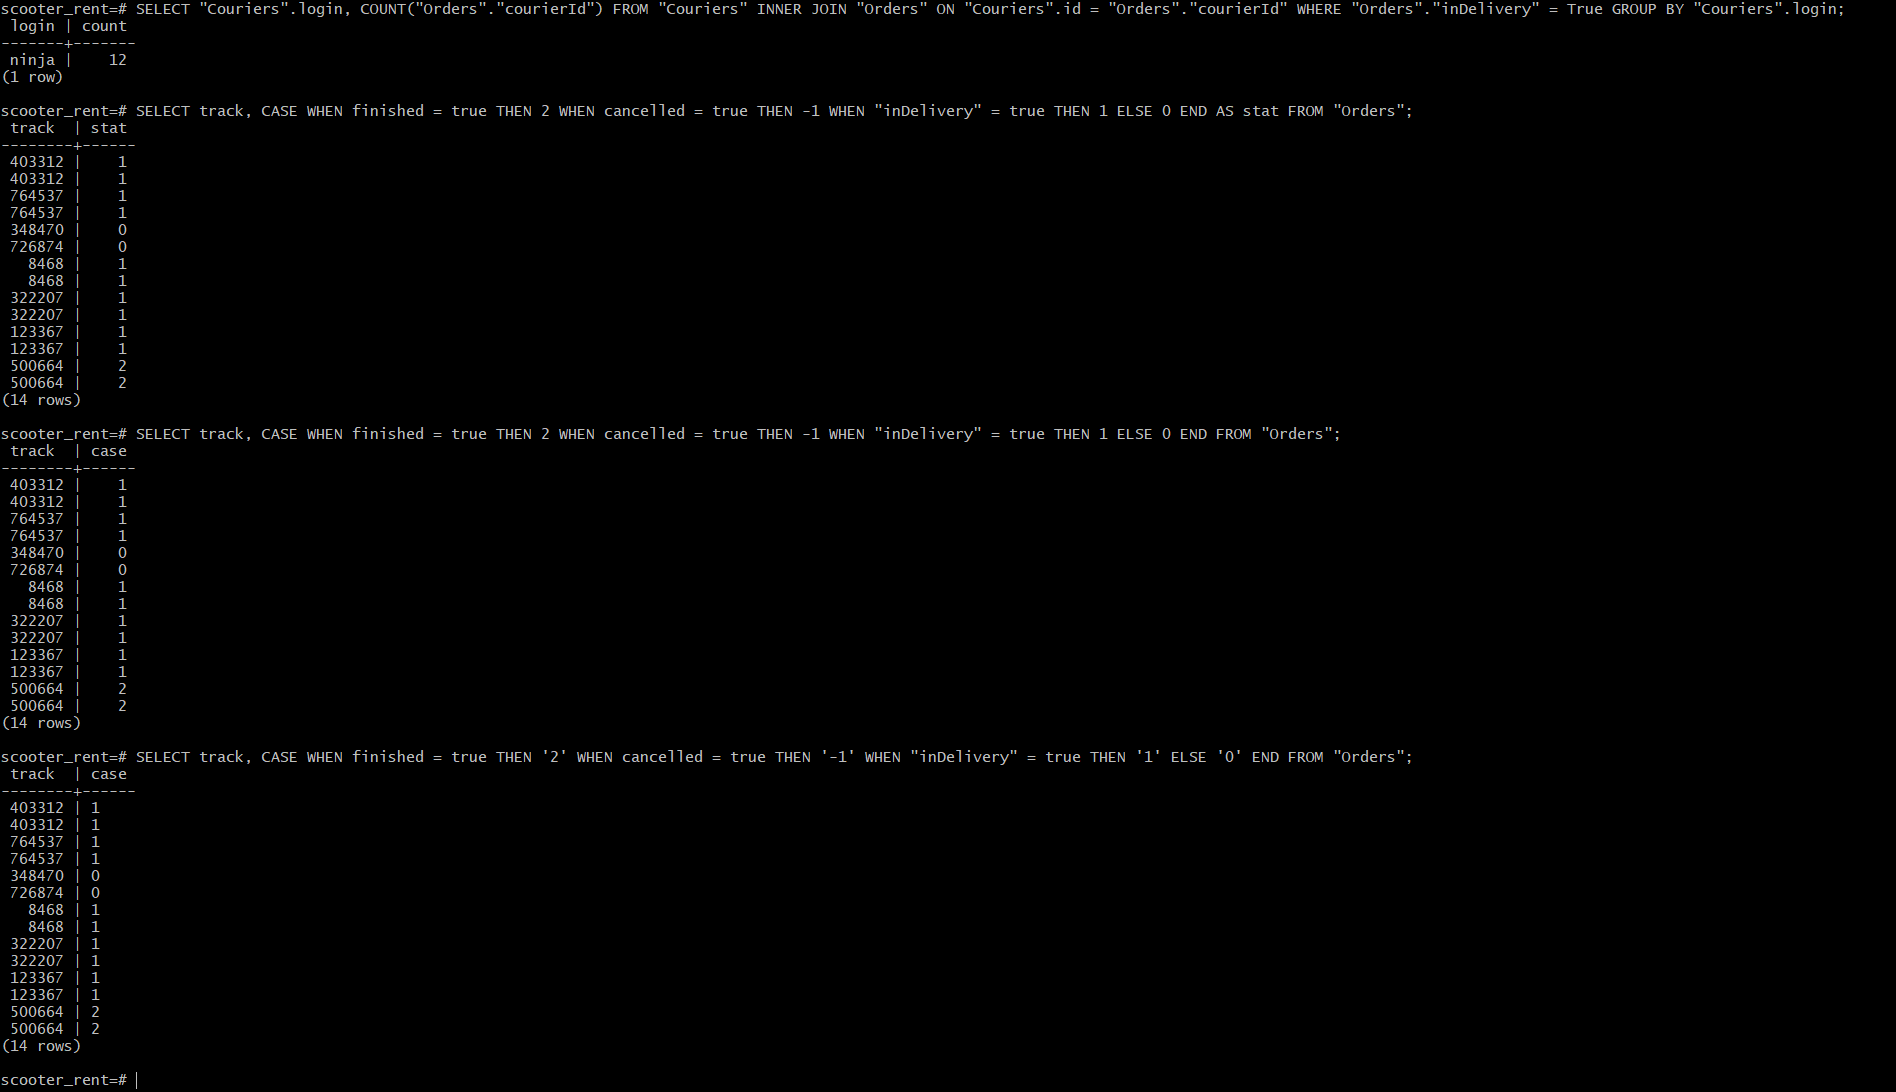 scooter_rent=# SELECT "Couriers".login, COUNT("Orders"."courierId") FROM "Couriers" INNER JOIN "Orders" ON "Couriers".id = "Orders"."courierId" WHERE "Orders"."inDelivery" = True GROUP BY "Couriers".login;
 login | count
-------+-------
 ninja |    12
(1 row)

scooter_rent=# SELECT track, CASE WHEN finished = true THEN 2 WHEN cancelled = true THEN -1 WHEN "inDelivery" = true THEN 1 ELSE 0 END AS stat FROM "Orders";
 track  | stat
--------+------
 403312 |    1
 403312 |    1
 764537 |    1
 764537 |    1
 348470 |    0
 726874 |    0
   8468 |    1
   8468 |    1
 322207 |    1
 322207 |    1
 123367 |    1
 123367 |    1
 500664 |    2
 500664 |    2
(14 rows)

scooter_rent=# SELECT track, CASE WHEN finished = true THEN 2 WHEN cancelled = true THEN -1 WHEN "inDelivery" = true THEN 1 ELSE 0 END FROM "Orders";
 track  | case
--------+------
 403312 |    1
 403312 |    1
 764537 |    1
 764537 |    1
 348470 |    0
 726874 |    0
   8468 |    1
   8468 |    1
 322207 |    1
 322207 |    1
 123367 |    1
 123367 |    1
 500664 |    2
 500664 |    2
(14 rows)

scooter_rent=# SELECT track, CASE WHEN finished = true THEN '2' WHEN cancelled = true THEN '-1' WHEN "inDelivery" = true THEN '1' ELSE '0' END FROM "Orders";
 track  | case
--------+------
 403312 | 1
 403312 | 1
 764537 | 1
 764537 | 1
 348470 | 0
 726874 | 0
   8468 | 1
   8468 | 1
 322207 | 1
 322207 | 1
 123367 | 1
 123367 | 1
 500664 | 2
 500664 | 2
(14 rows)

scooter_rent=#